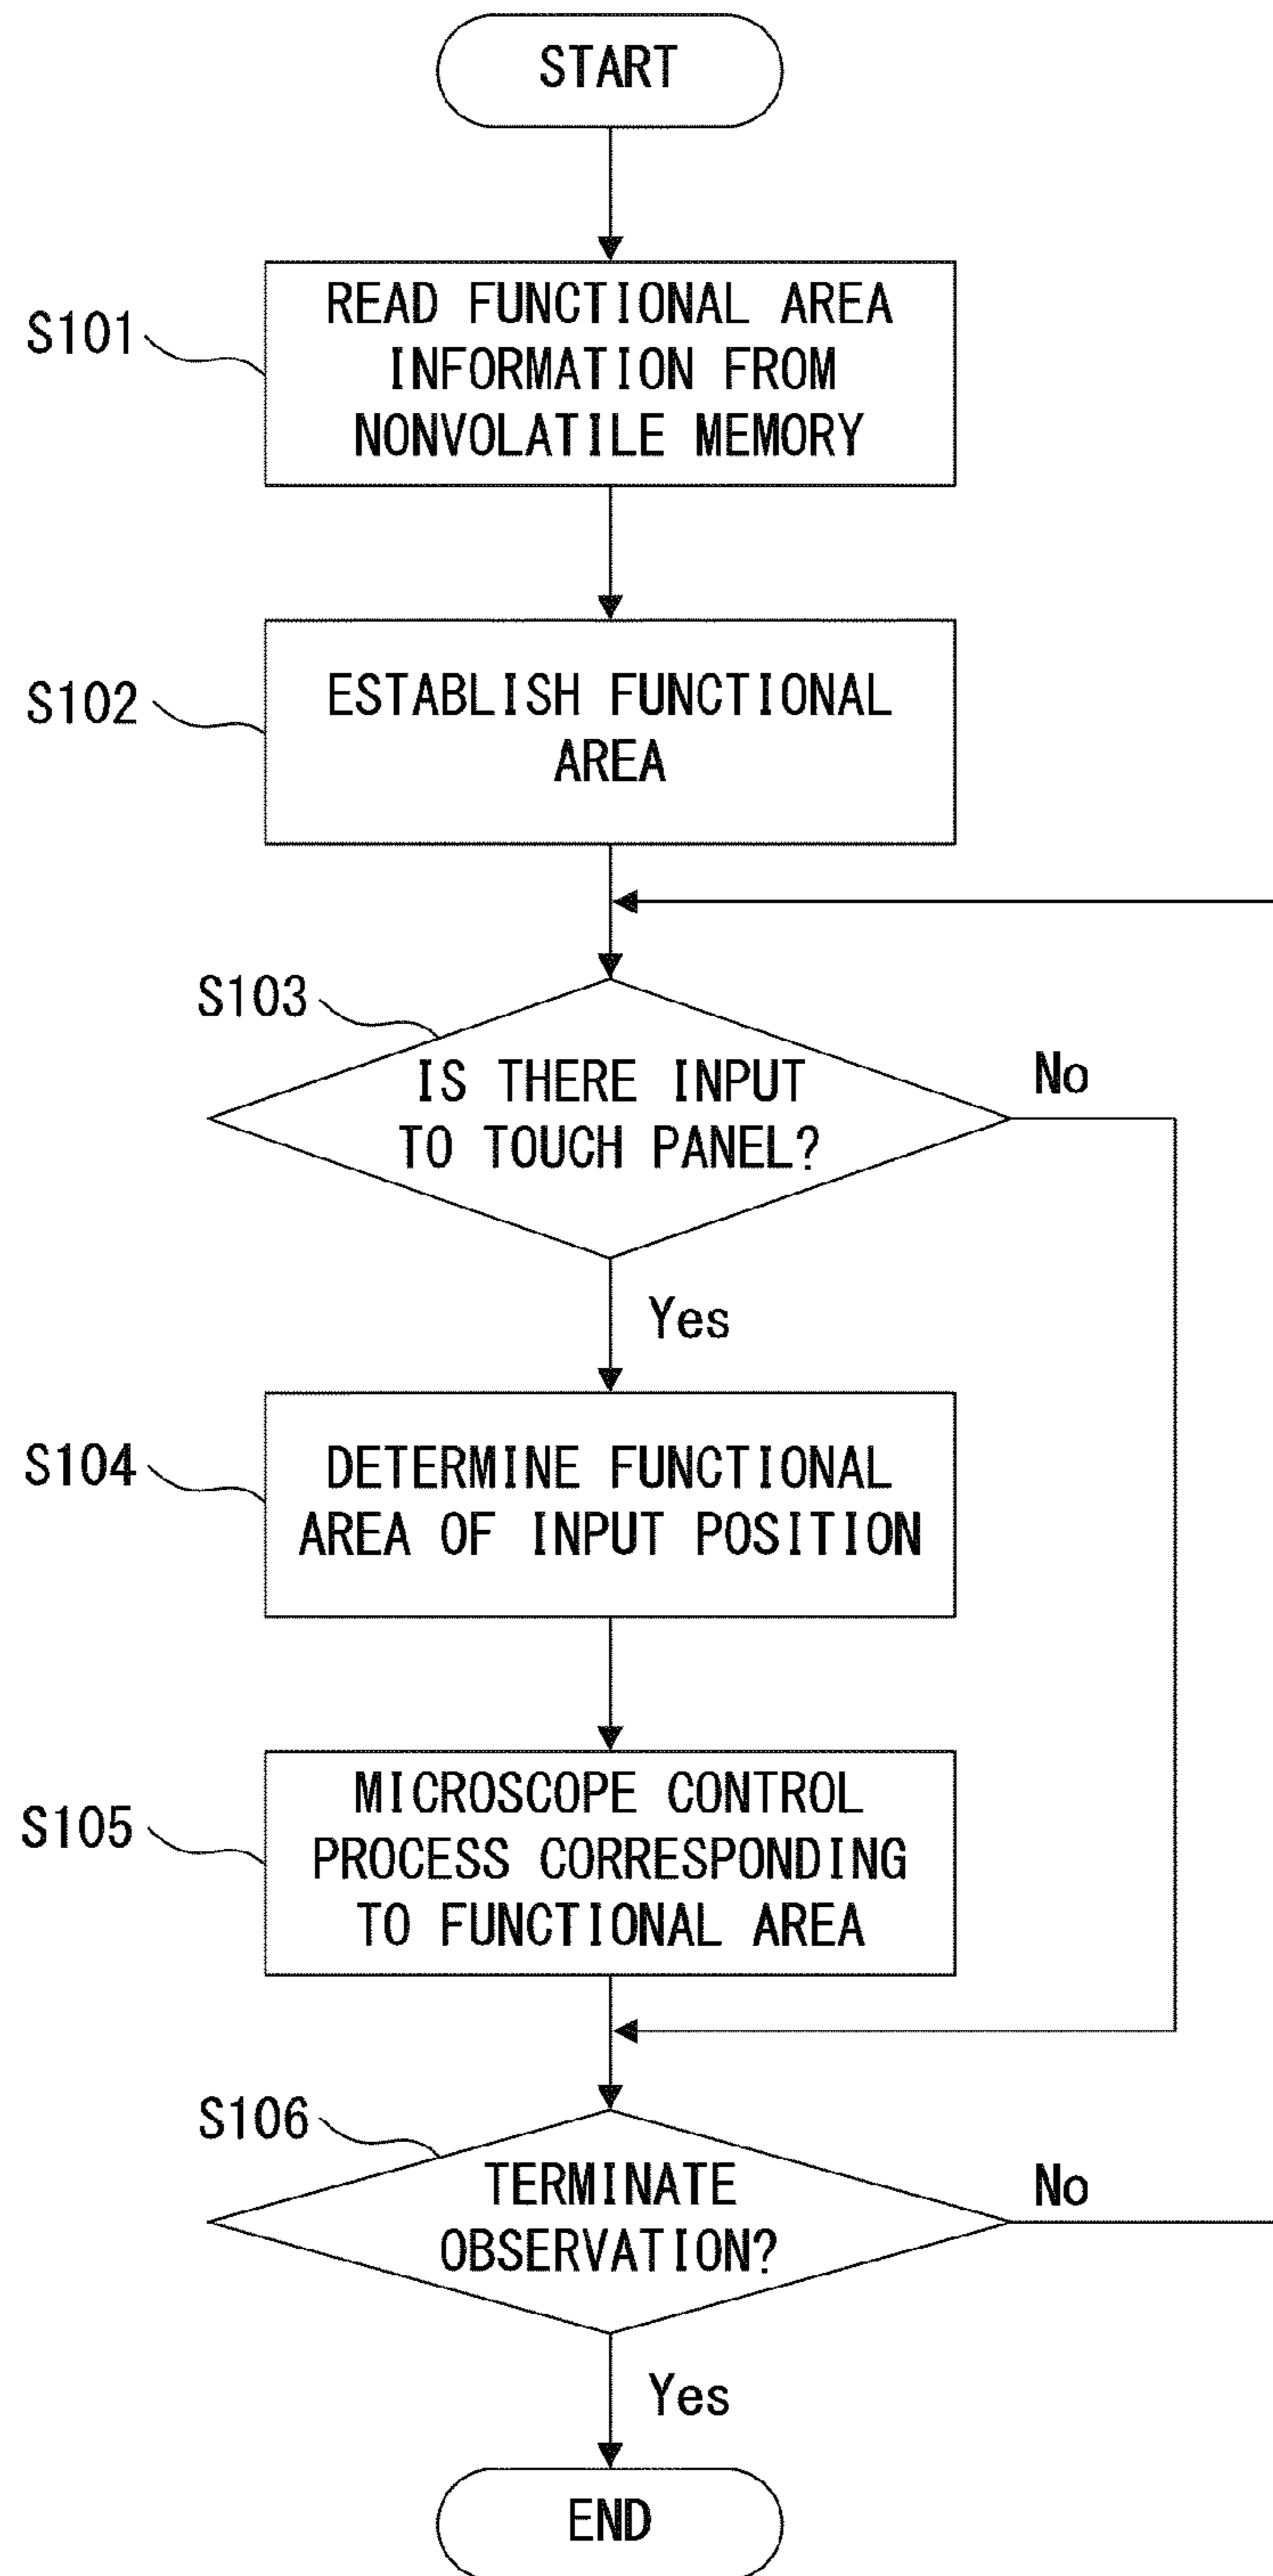 START
S101
READ FUNCTIONAL AREA
INFORMATION FROM
NONVOLATILE MEMORY
S102
ESTABLISH FUNCTIONAL
AREA
S103
IS THERE INPUT
TO TOUCH PANEL?
No
Yes
S104
DETERMINE FUNCTIONAL
AREA OF INPUT POSITION
S105
MICROSCOPE CONTROL
PROCESS CORRESPONDING
TO FUNCTIONAL AREA
S106
TERMINATE
OBSERVATION?
No
Yes
END